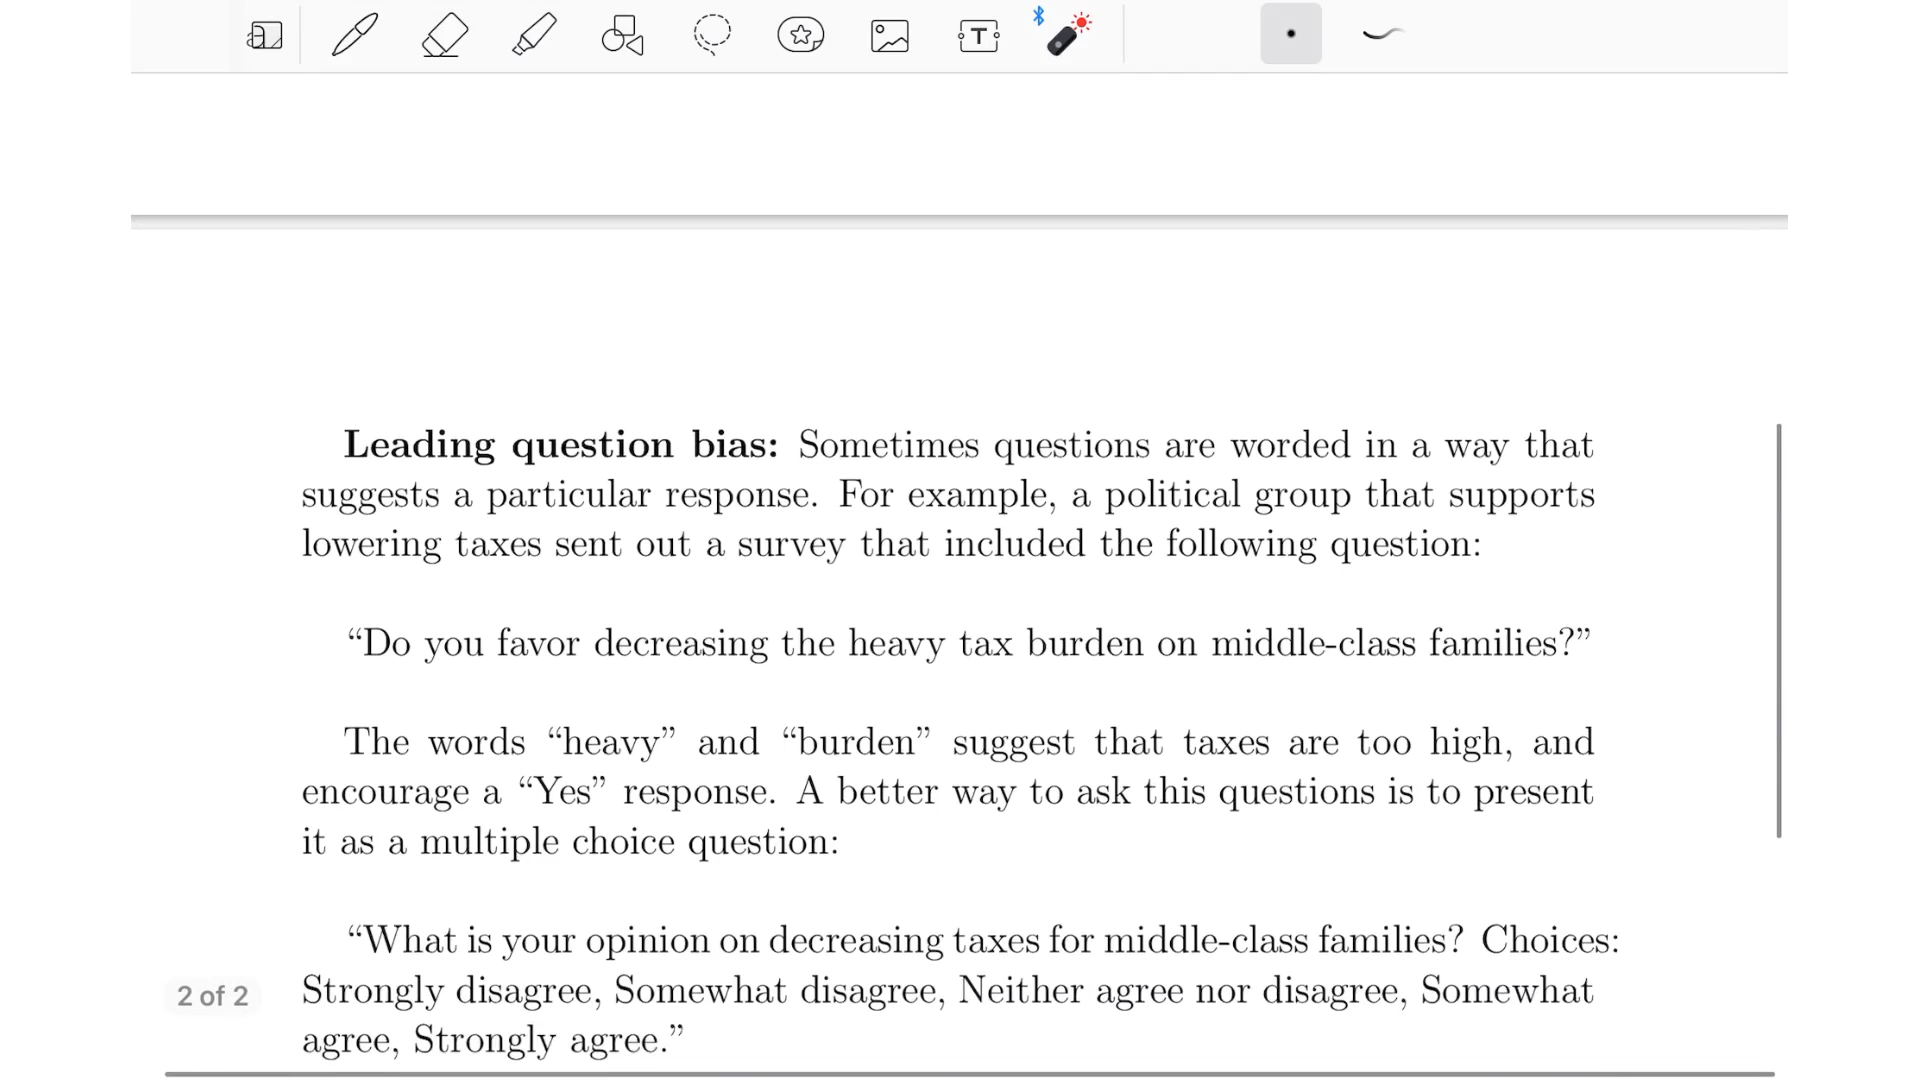 a
T
Leading question bias: Sometimes questions are worded in a way that
suggests a particular response. For example, a political group that supports
lowering taxes sent out a survey that included the following question:
“Do you favor decreasing the heavy tax burden on middle-class families?”
The words “heavy” and “burden” suggest that taxes are too high, and
encourage a “Yes” response. A better way to ask this questions is to present
it as a multiple choice question:
“What is your opinion on decreasing taxes for middle-class families? Choices:
Strongly disagree, Somewhat disagree, Neither agree nor disagree, Somewhat
agree, Strongly agree.”
2 of 2